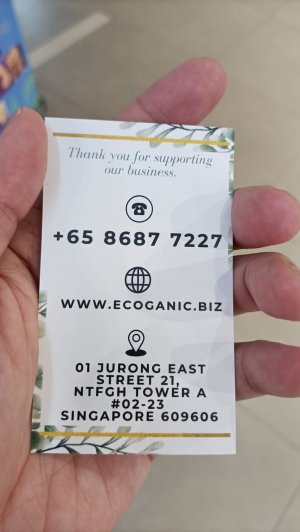 Thank you for supporting
our business.
+65 8687 7227
WWW.ECOGANIC.BIZ
01 JURONG EAST
STREET 21,
NTFGH TOWER A
#02-23
SINGAPORE 609606